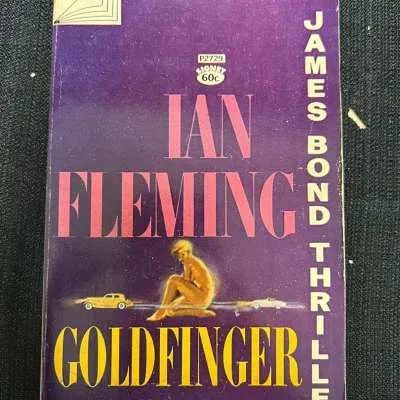 P2729
SIGNET
60c
IAN
FLEMING
GOLDFINGER
JAMES BOND THRILLE